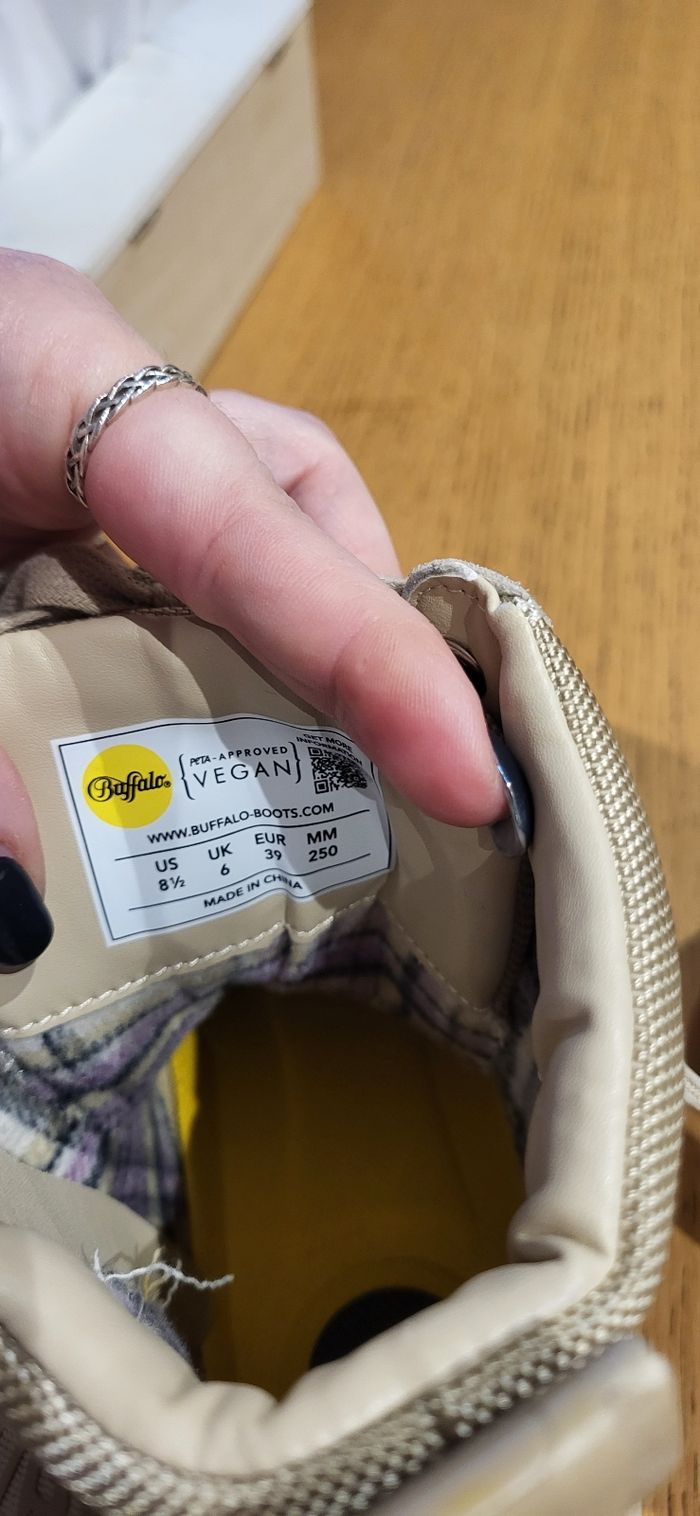 Buffalo®
PETA-APPROVED
VEGAN
GET MORE
INFORMATION
WWW.BUFFALO-BOOTS.COM
US UK EUR MM
8½ 6 39 250
MADE IN CHINA